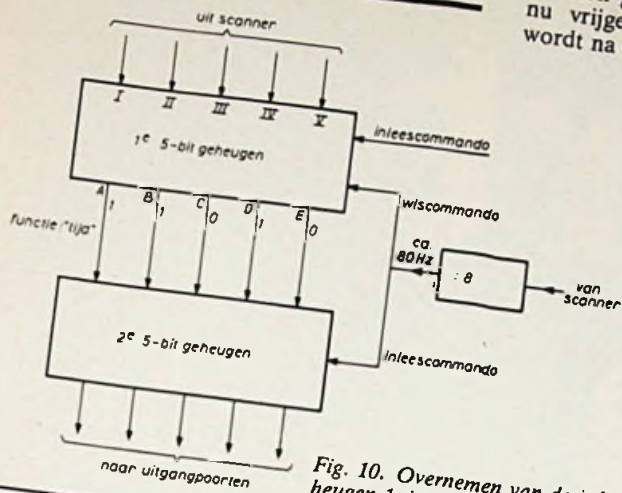 nu vrijge
wordt na
uit scanner
I II III IV V
1e 5-bit geheugen
inleescommando
wiscommando
A 1 B 1 C 0 D 1 E 0
functie: "tija"
ca.
80Hz
: 8
van
scanner
2e 5-bit geheugen
inleescommando
naar uitgangpoorten
Fig. 10. Overnemen van de